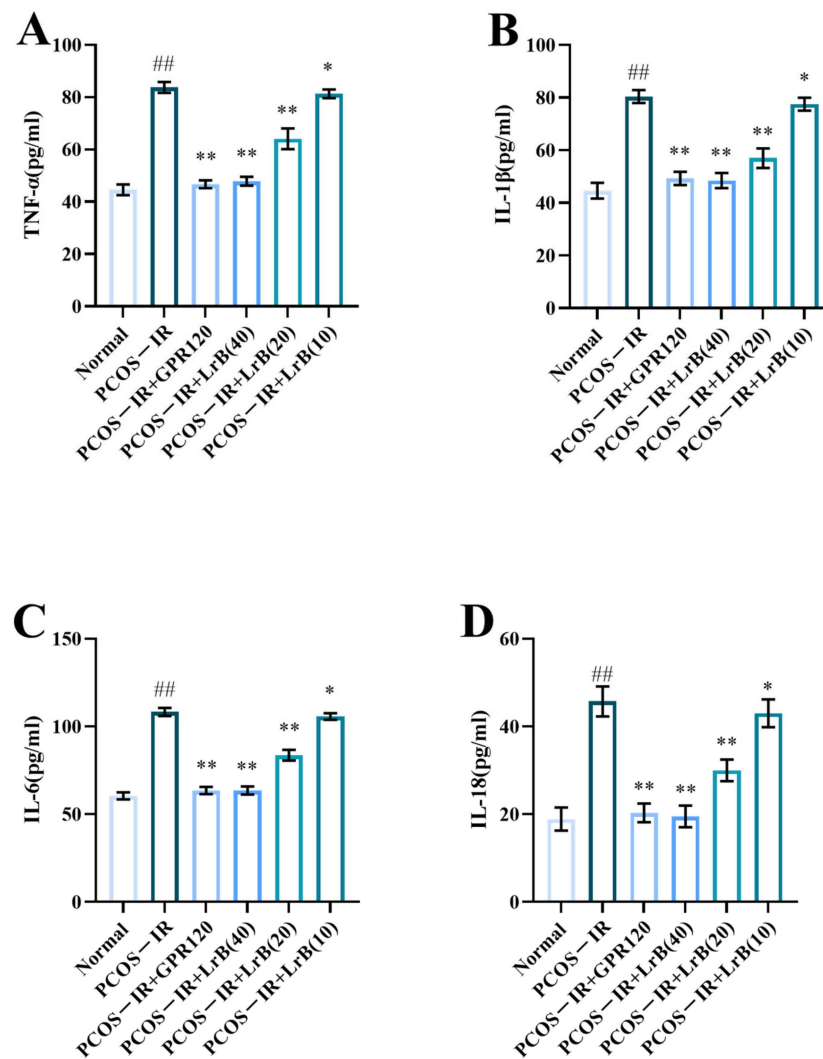 A
TNF-α(pg/ml)
100
80
60
40
20
0
##
**
**
**
*
Normal
PCOS－IR
PCOS－IR+GPR120
PCOS－IR+LrB(40)
PCOS－IR+LrB(20)
PCOS－IR+LrB(10)
B
IL-1β(pg/ml)
100
80
60
40
20
0
##
**
**
**
*
Normal
PCOS－IR
PCOS－IR+GPR120
PCOS－IR+LrB(40)
PCOS－IR+LrB(20)
PCOS－IR+LrB(10)
C
IL-6(pg/ml)
150
100
50
0
##
**
**
**
*
Normal
PCOS－IR
PCOS－IR+GPR120
PCOS－IR+LrB(40)
PCOS－IR+LrB(20)
PCOS－IR+LrB(10)
D
IL-18(pg/ml)
60
40
20
0
##
**
**
**
*
Normal
PCOS－IR
PCOS－IR+GPR120
PCOS－IR+LrB(40)
PCOS－IR+LrB(20)
PCOS－IR+LrB(10)